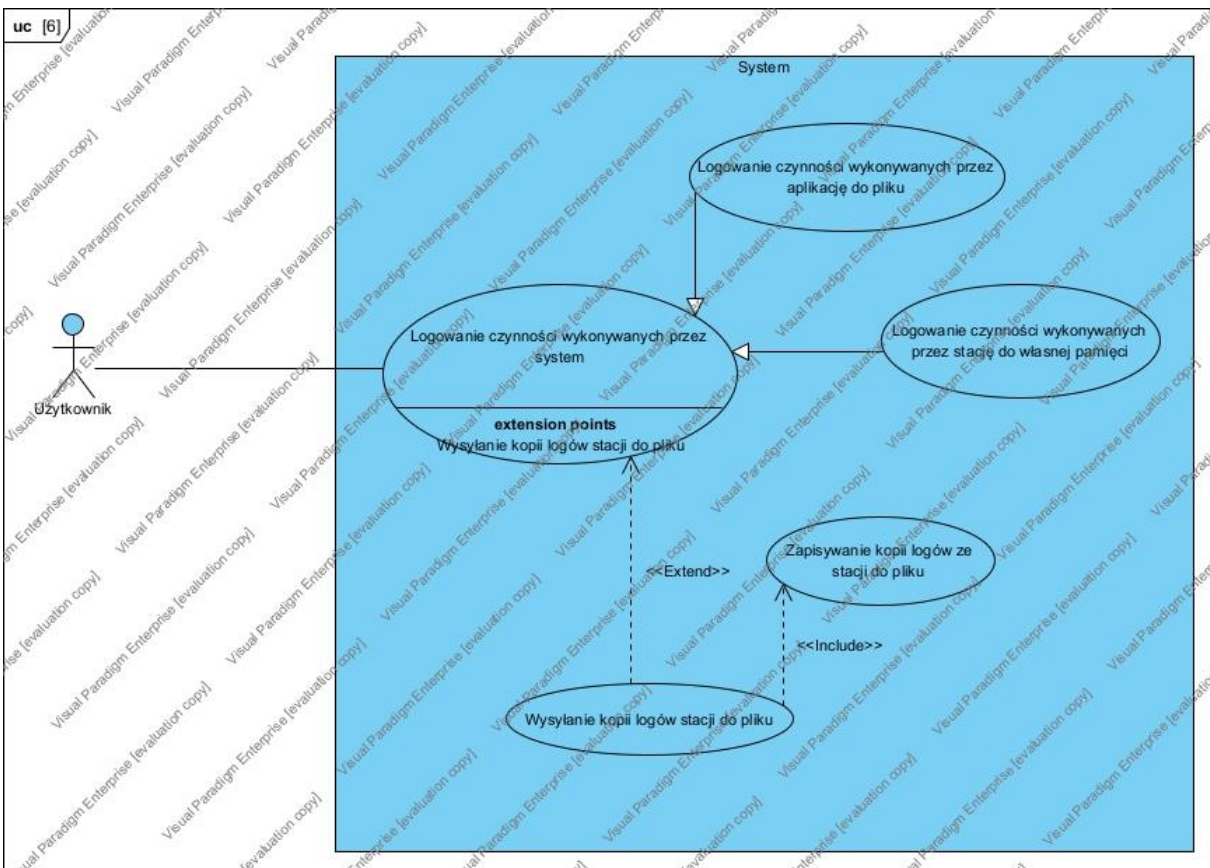 uc [6]
System
Logowanie czynności wykonywanych przez
aplikację do pliku
Logowanie czynności wykonywanych przez
system
extension points
Wysyłanie kopii logów stacji do pliku
Logowanie czynności wykonywanych
przez stację do własnej pamięci
Użytkownik
Zapisywanie kopii logów ze
stacji do pliku
<<Extend>>
<<Include>>
Wysyłanie kopii logów stacji do pliku
Visual Paradigm Enterprise [evaluation copy]